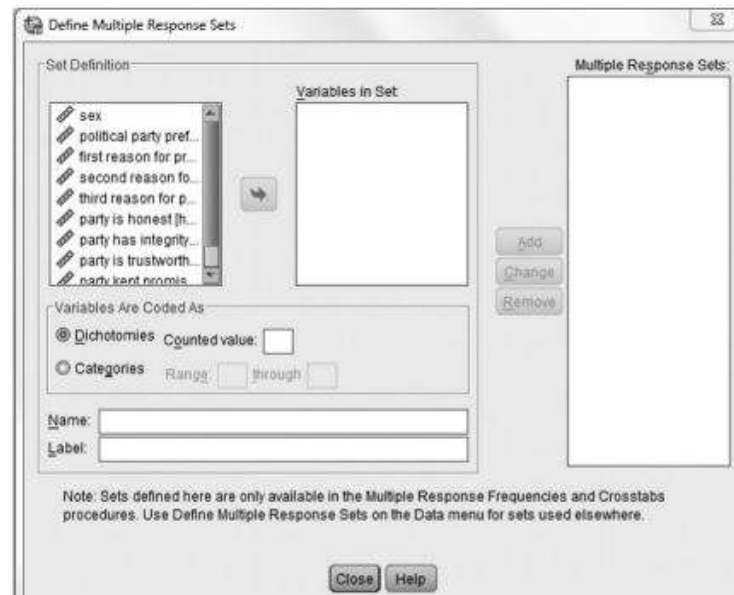 Define Multiple Response Sets
Set Definition
sex
political party pref...
first reason for pr...
second reason fo...
third reason for p...
party is honest [h...
party has integrity...
party is trustworth...
party kept promis
Variables in Set:
Multiple Response Sets:
Add
Change
Remove
Variables Are Coded As
Dichotomies Counted value:
Categories Range: through
Name:
Label:
Note: Sets defined here are only available in the Multiple Response Frequencies and Crosstabs
procedures. Use Define Multiple Response Sets on the Data menu for sets used elsewhere.
Close Help